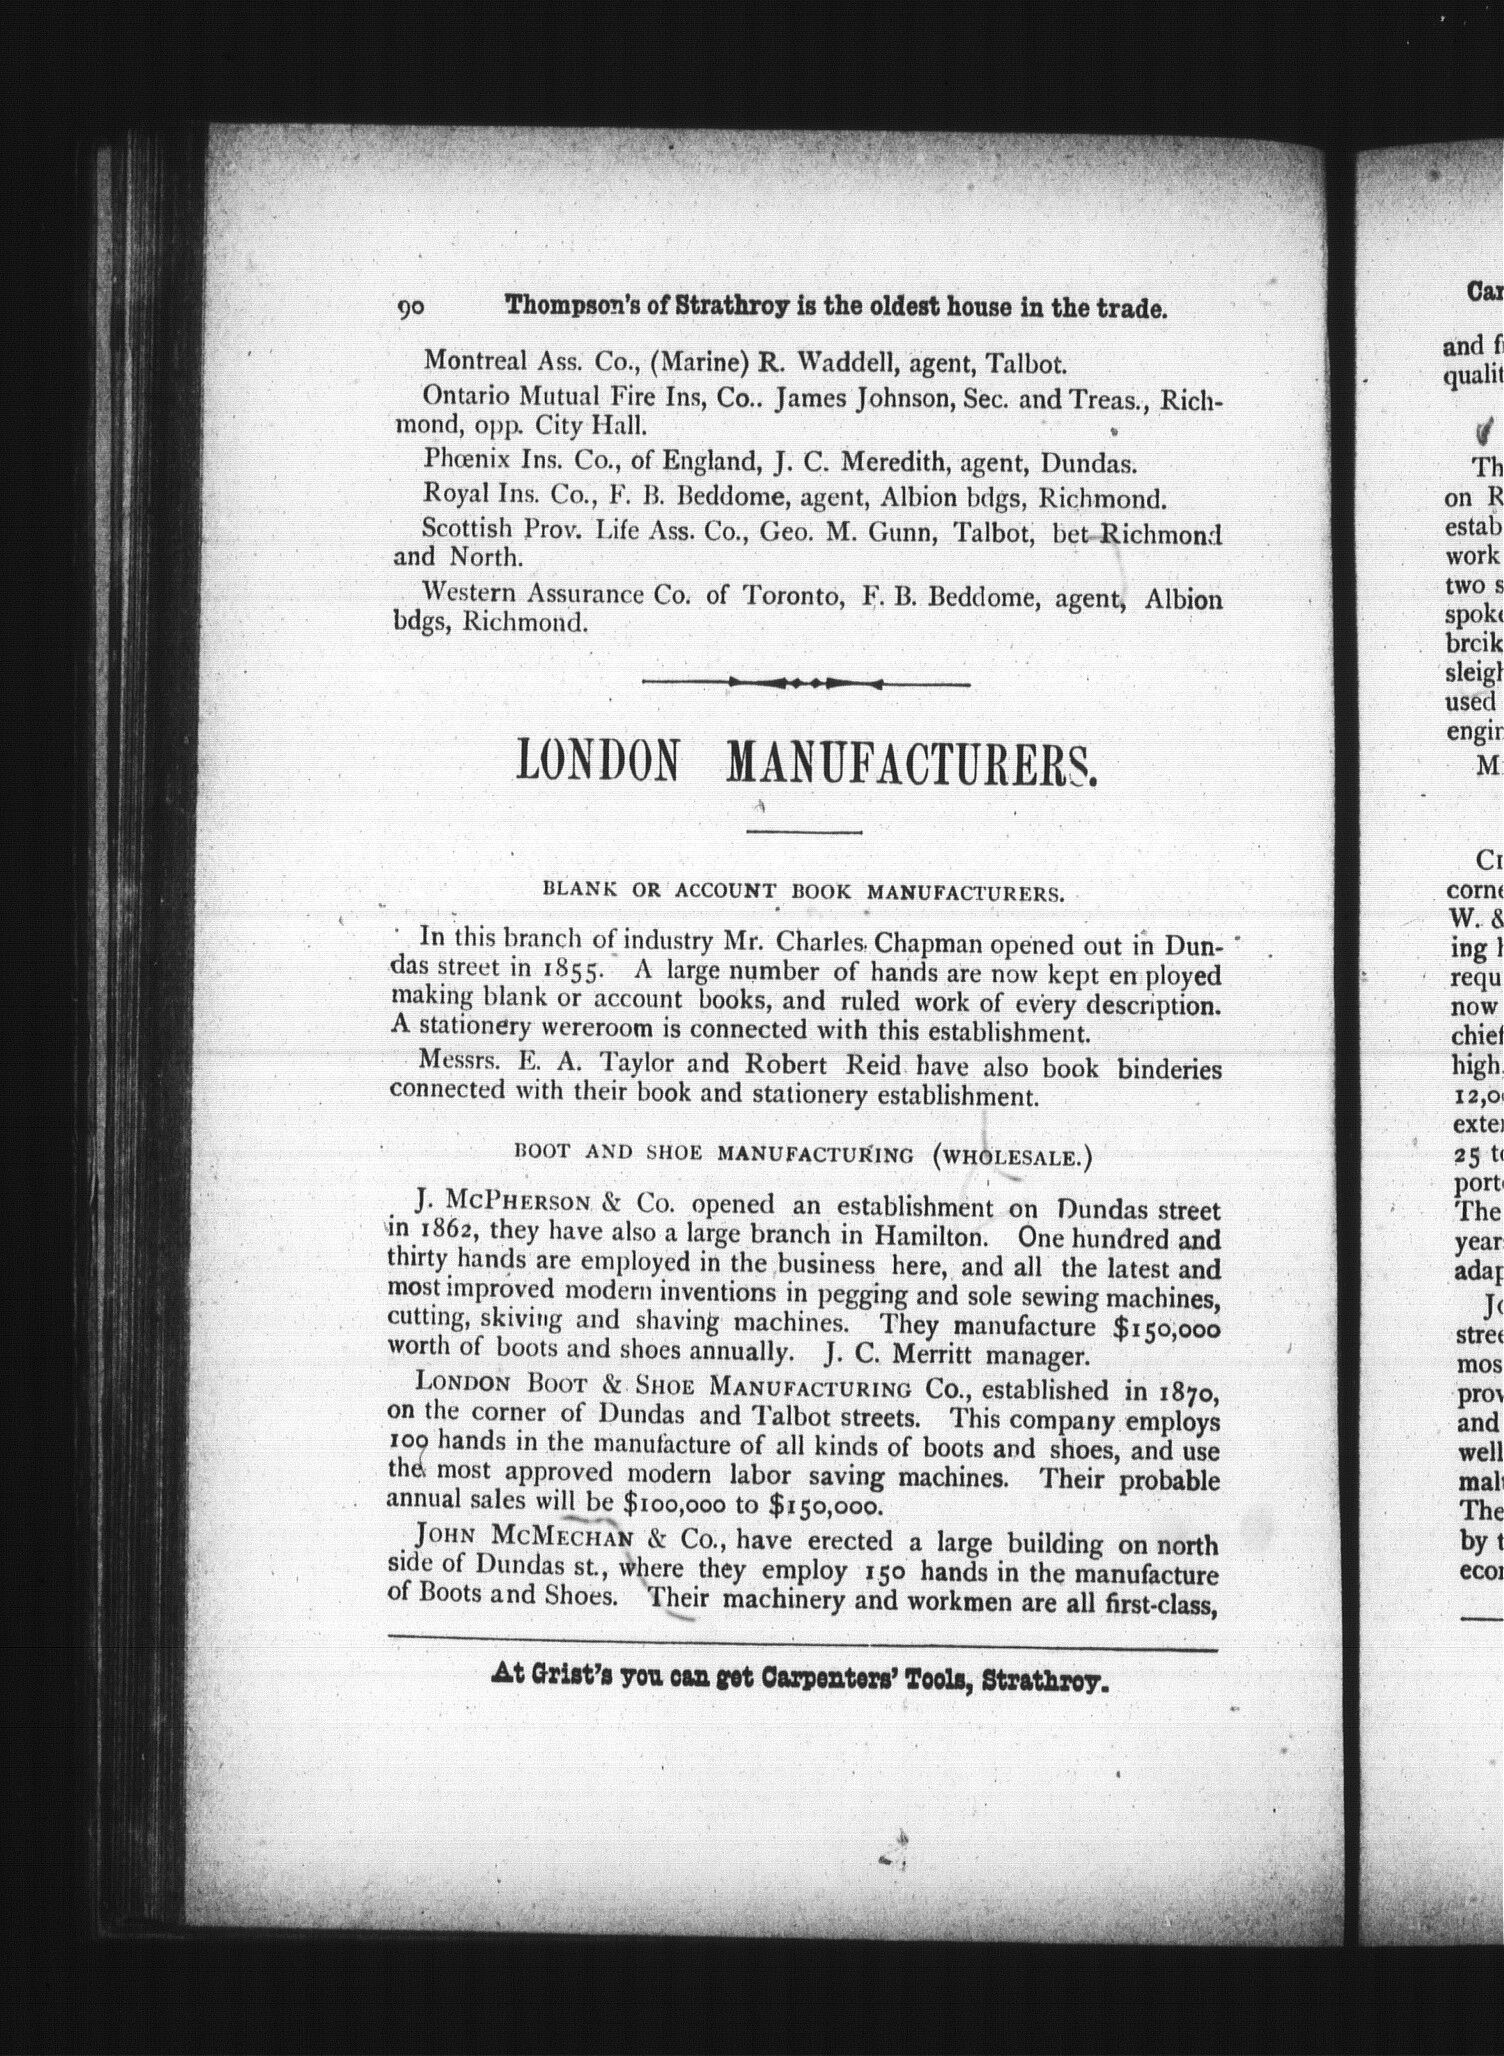 90 Thompson's of Strathroy is the oldest house in the trade.
Montreal Ass. Co., (Marine) R. Waddell, agent, Talbot.
Ontario Mutual Fire Ins, Co.. James Johnson, Sec. and Treas., Rich-
mond, opp. City Hall.
Phœnix Ins. Co., of England, J. C. Meredith, agent, Dundas.
Royal Ins. Co., F. B. Beddome, agent, Albion bdgs, Richmond.
Scottish Prov. Life Ass. Co., Geo. M. Gunn, Talbot, bet Richmond
and North.
Western Assurance Co. of Toronto, F. B. Beddome, agent, Albion
bdgs, Richmond.
LONDON MANUFACTURERS.
BLANK OR ACCOUNT BOOK MANUFACTURERS.
In this branch of industry Mr. Charles Chapman opened out in Dun-
das street in 1855. A large number of hands are now kept en ployed
making blank or account books, and ruled work of every description.
A stationery wereroom is connected with this establishment.
Messrs. E. A. Taylor and Robert Reid have also book binderies
connected with their book and stationery establishment.
BOOT AND SHOE MANUFACTURING (WHOLESALE.)
J. MCPHERSON & Co. opened an establishment on Dundas street
in 1862, they have also a large branch in Hamilton. One hundred and
thirty hands are employed in the business here, and all the latest and
most improved modern inventions in pegging and sole sewing machines,
cutting, skiving and shaving machines. They manufacture $150,000
worth of boots and shoes annually. J. C. Merritt manager.
LONDON BOOT & SHOE MANUFACTURING CO., established in 1870,
on the corner of Dundas and Talbot streets. This company employs
100 hands in the manufacture of all kinds of boots and shoes, and use
the most approved modern labor saving machines. Their probable
annual sales will be $100,000 to $150,000.
JOHN MCMECHAN & Co., have erected a large building on north
side of Dundas st., where they employ 150 hands in the manufacture
of Boots and Shoes. Their machinery and workmen are all first-class,
At Grist's you can get Carpenters' Tools, Strathroy.
and
on
work
two
used
W. &
now
25
The
and
well
The
by